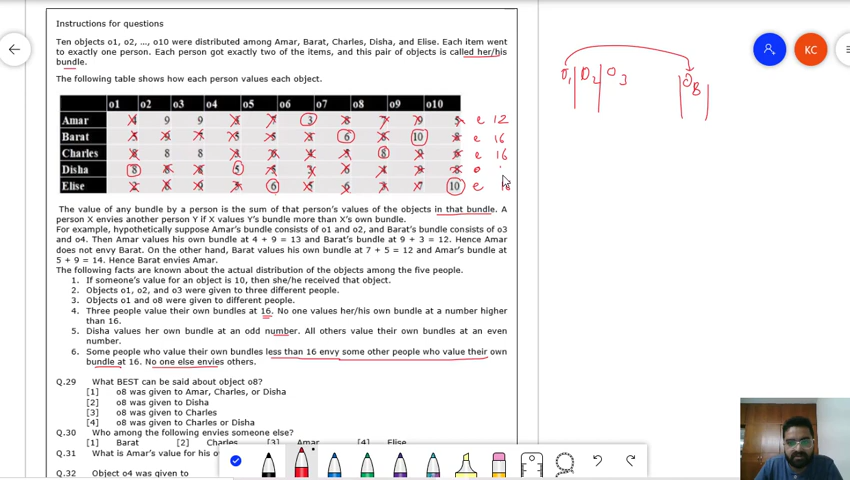 Instructions for questions
Ten objects o1, o2, ..., o10 were distributed among Amar, Barat, Charles, Disha, and Elise. Each item went
to exactly one person. Each person got exactly two of the items, and this pair of objects is called her/his
bundle.
The following table shows how each person values each object.
o1 o2 o3 o4 o5 o6 o7 o8 o9 o10
Amar 4 9 9 3 9 5 e 12
Barat 9 7 5 6 10 8 e 16
Charles 8 8 8 8 e 16
Disha 8 5 o
Elise 9 6 6 7 10 e
The value of any bundle by a person is the sum of that person's values of the objects in that bundle. A
person X envies another person Y if X values Y's bundle more than X's own bundle.
For example, hypothetically suppose Amar's bundle consists of o1 and o2, and Barat's bundle consists of o3
and o4. Then Amar values his own bundle at 4 + 9 = 13 and Barat's bundle at 9 + 3 = 12. Hence Amar
does not envy Barat. On the other hand, Barat values his own bundle at 7 + 5 = 12 and Amar's bundle at
5 + 9 = 14. Hence Barat envies Amar.
The following facts are known about the actual distribution of the objects among the five people.
1. If someone's value for an object is 10, then she/he received that object.
2. Objects o1, o2, and o3 were given to three different people.
3. Objects o1 and o8 were given to different people.
4. Three people value their own bundles at 16. No one values her/his own bundle at a number higher
than 16.
5. Disha values her own bundle at an odd number. All others value their own bundles at an even
number.
6. Some people who value their own bundles less than 16 envy some other people who value their own
bundle at 16. No one else envies others.
Q.29 What BEST can be said about object o8?
[1] o8 was given to Amar, Charles, or Disha
[2] o8 was given to Disha
[3] o8 was given to Charles
[4] o8 was given to Charles or Disha
Q.30 Who among the following envies someone else?
[1] Barat [2] Charles [3] Amar [4] Elise
Q.31 What is Amar's value for his
Q.32 Object o4 was given to
O1 O2 O3 O8
KC